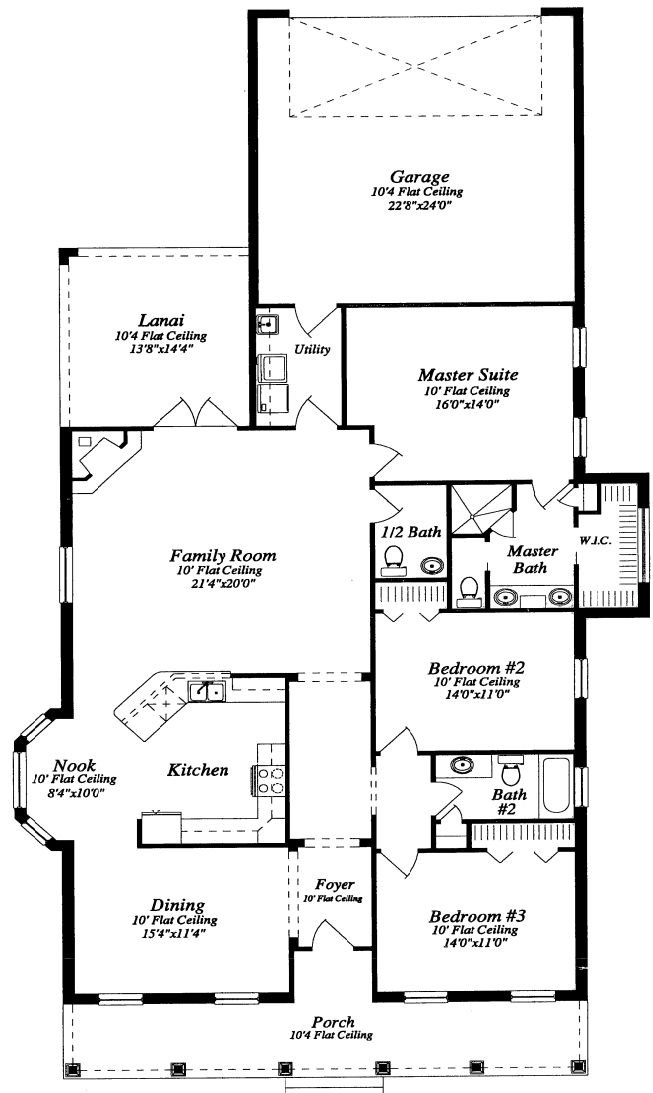 Garage
10'4 Flat Ceiling
22'8"x24'0"
Lanai
10'4 Flat Ceiling
13'8"x14'4"
Utility
Master Suite
10' Flat Ceiling
16'0"x14'0"
1/2 Bath
Master
Bath
W.I.C.
Family Room
10' Flat Ceiling
21'4"x20'0"
Bedroom #2
10' Flat Ceiling
14'0"x11'0"
Nook
10' Flat Ceiling
8'4"x10'0"
Kitchen
Bath
#2
Foyer
10' Flat Ceiling
Dining
10' Flat Ceiling
15'4"x11'4"
Bedroom #3
10' Flat Ceiling
14'0"x11'0"
Porch
10'4 Flat Ceiling